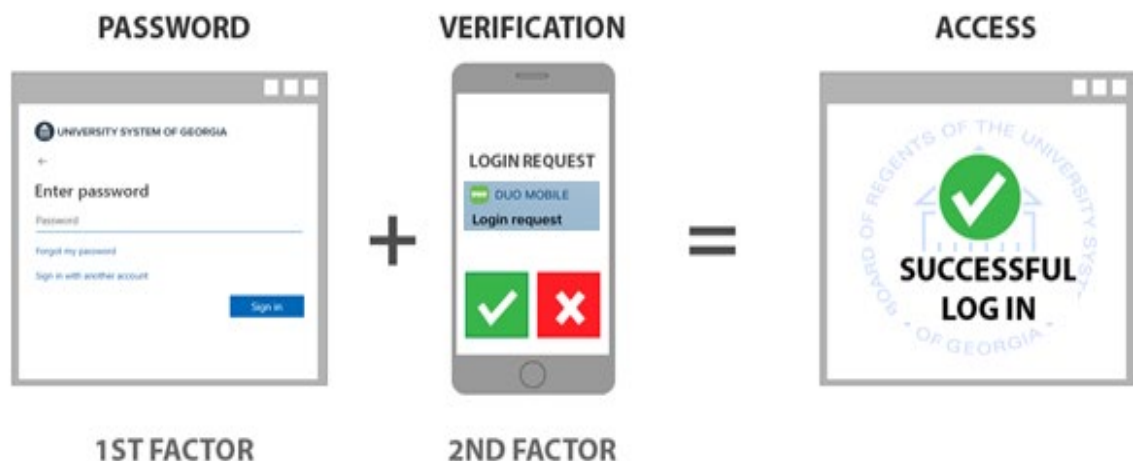 PASSWORD
VERIFICATION
ACCESS
UNIVERSITY SYSTEM OF GEORGIA
Enter password
Password
Forgot my password
Sign in with another account
Sign in
+
LOGIN REQUEST
DUO MOBILE
Login request
=
BOARD OF REGENTS OF THE UNIVERSITY SYST
• OF GEORGIA •
SUCCESSFUL
LOG IN
1ST FACTOR
2ND FACTOR